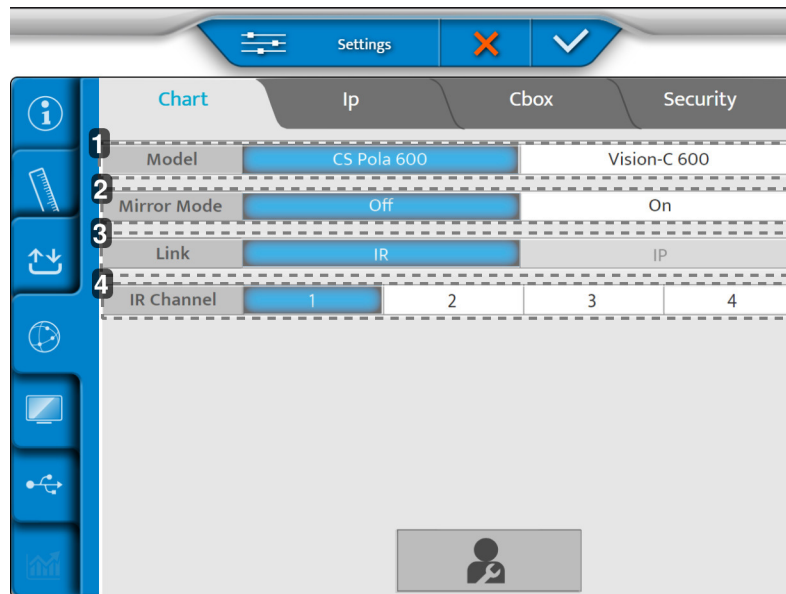 Settings
Chart Ip Cbox Security
1
Model CS Pola 600 Vision-C 600
2
Mirror Mode Off On
3
Link IR IP
4
IR Channel 1 2 3 4